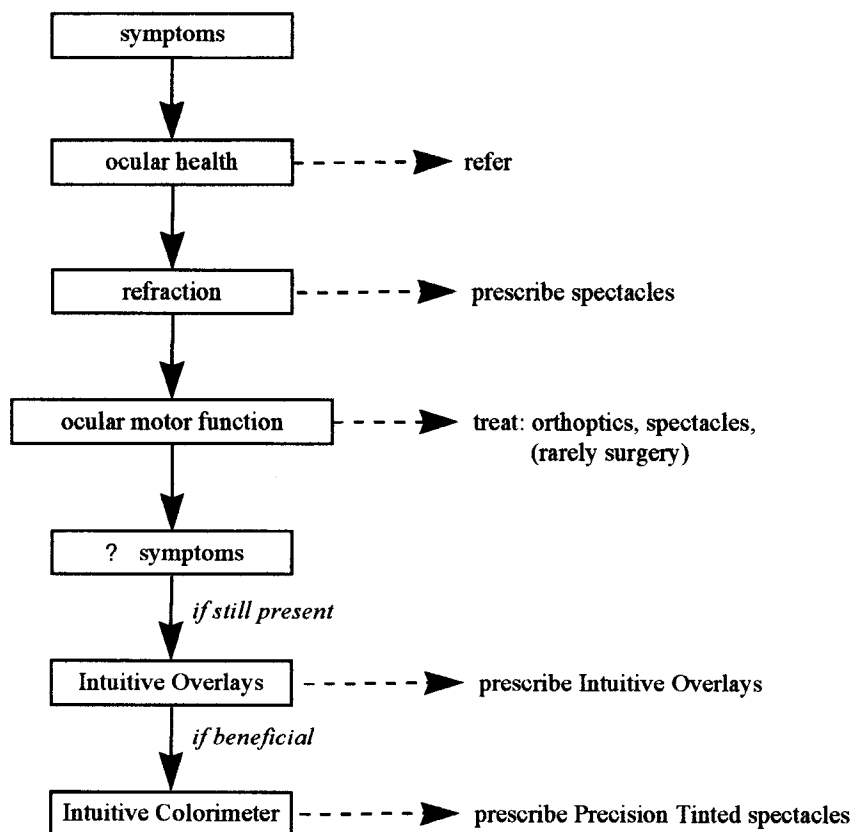 symptoms
ocular health
refer
refraction
prescribe spectacles
ocular motor function
treat: orthoptics, spectacles,
(rarely surgery)
? symptoms
if still present
Intuitive Overlays
prescribe Intuitive Overlays
if beneficial
Intuitive Colorimeter
prescribe Precision Tinted spectacles